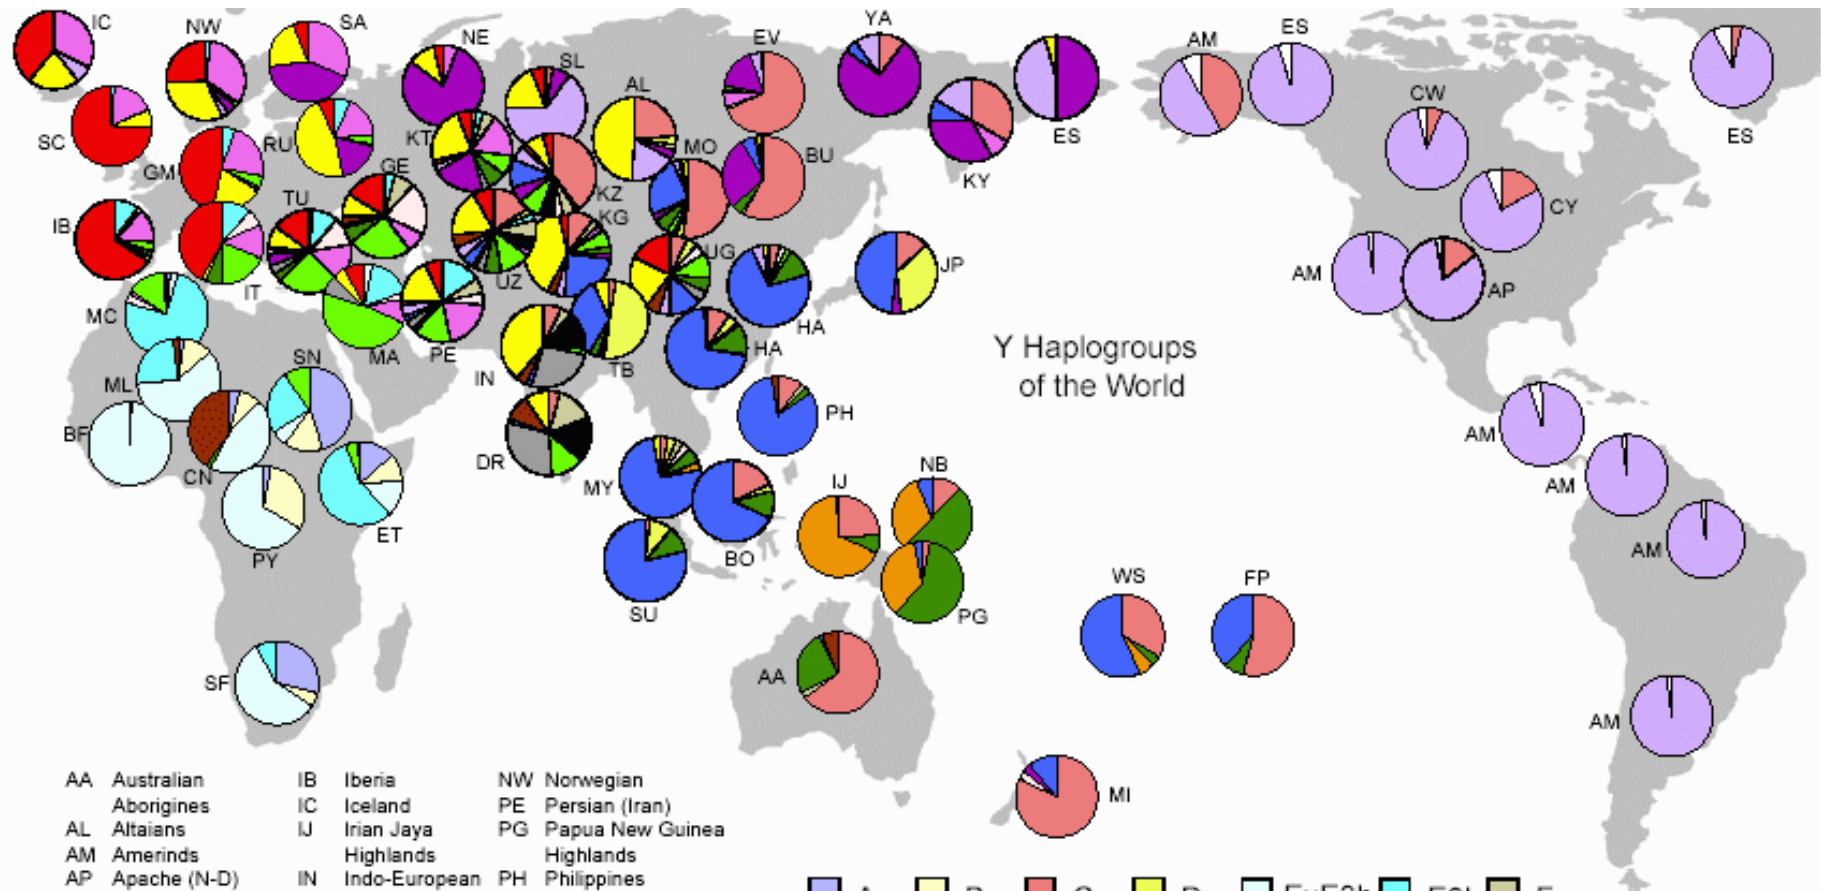 IC
NW
SA
NE
SL
AL
EV
YA
ES
AM
ES
CW
ES
SC
GM
RU
KT
GE
MO
BU
KY
KZ
KG
IB
TU
IT
UZ
UG
JP
CY
AM
AP
MC
MA
PE
HA
HA
Y Haplogroups
of the World
ML
SN
IN
TB
BF
CN
DR
PH
AM
ET
PY
MY
BO
SU
IJ
NB
PG
AM
AM
WS
FP
SF
AA
AM
MI
AA Australian IB Iberia NW Norwegian
Aborigines IC Iceland PE Persian (Iran)
AL Altaians IJ Irian Jaya PG Papua New Guinea
AM Amerinds Highlands Highlands
AP Apache (N-D) IN Indo-European PH Philippines